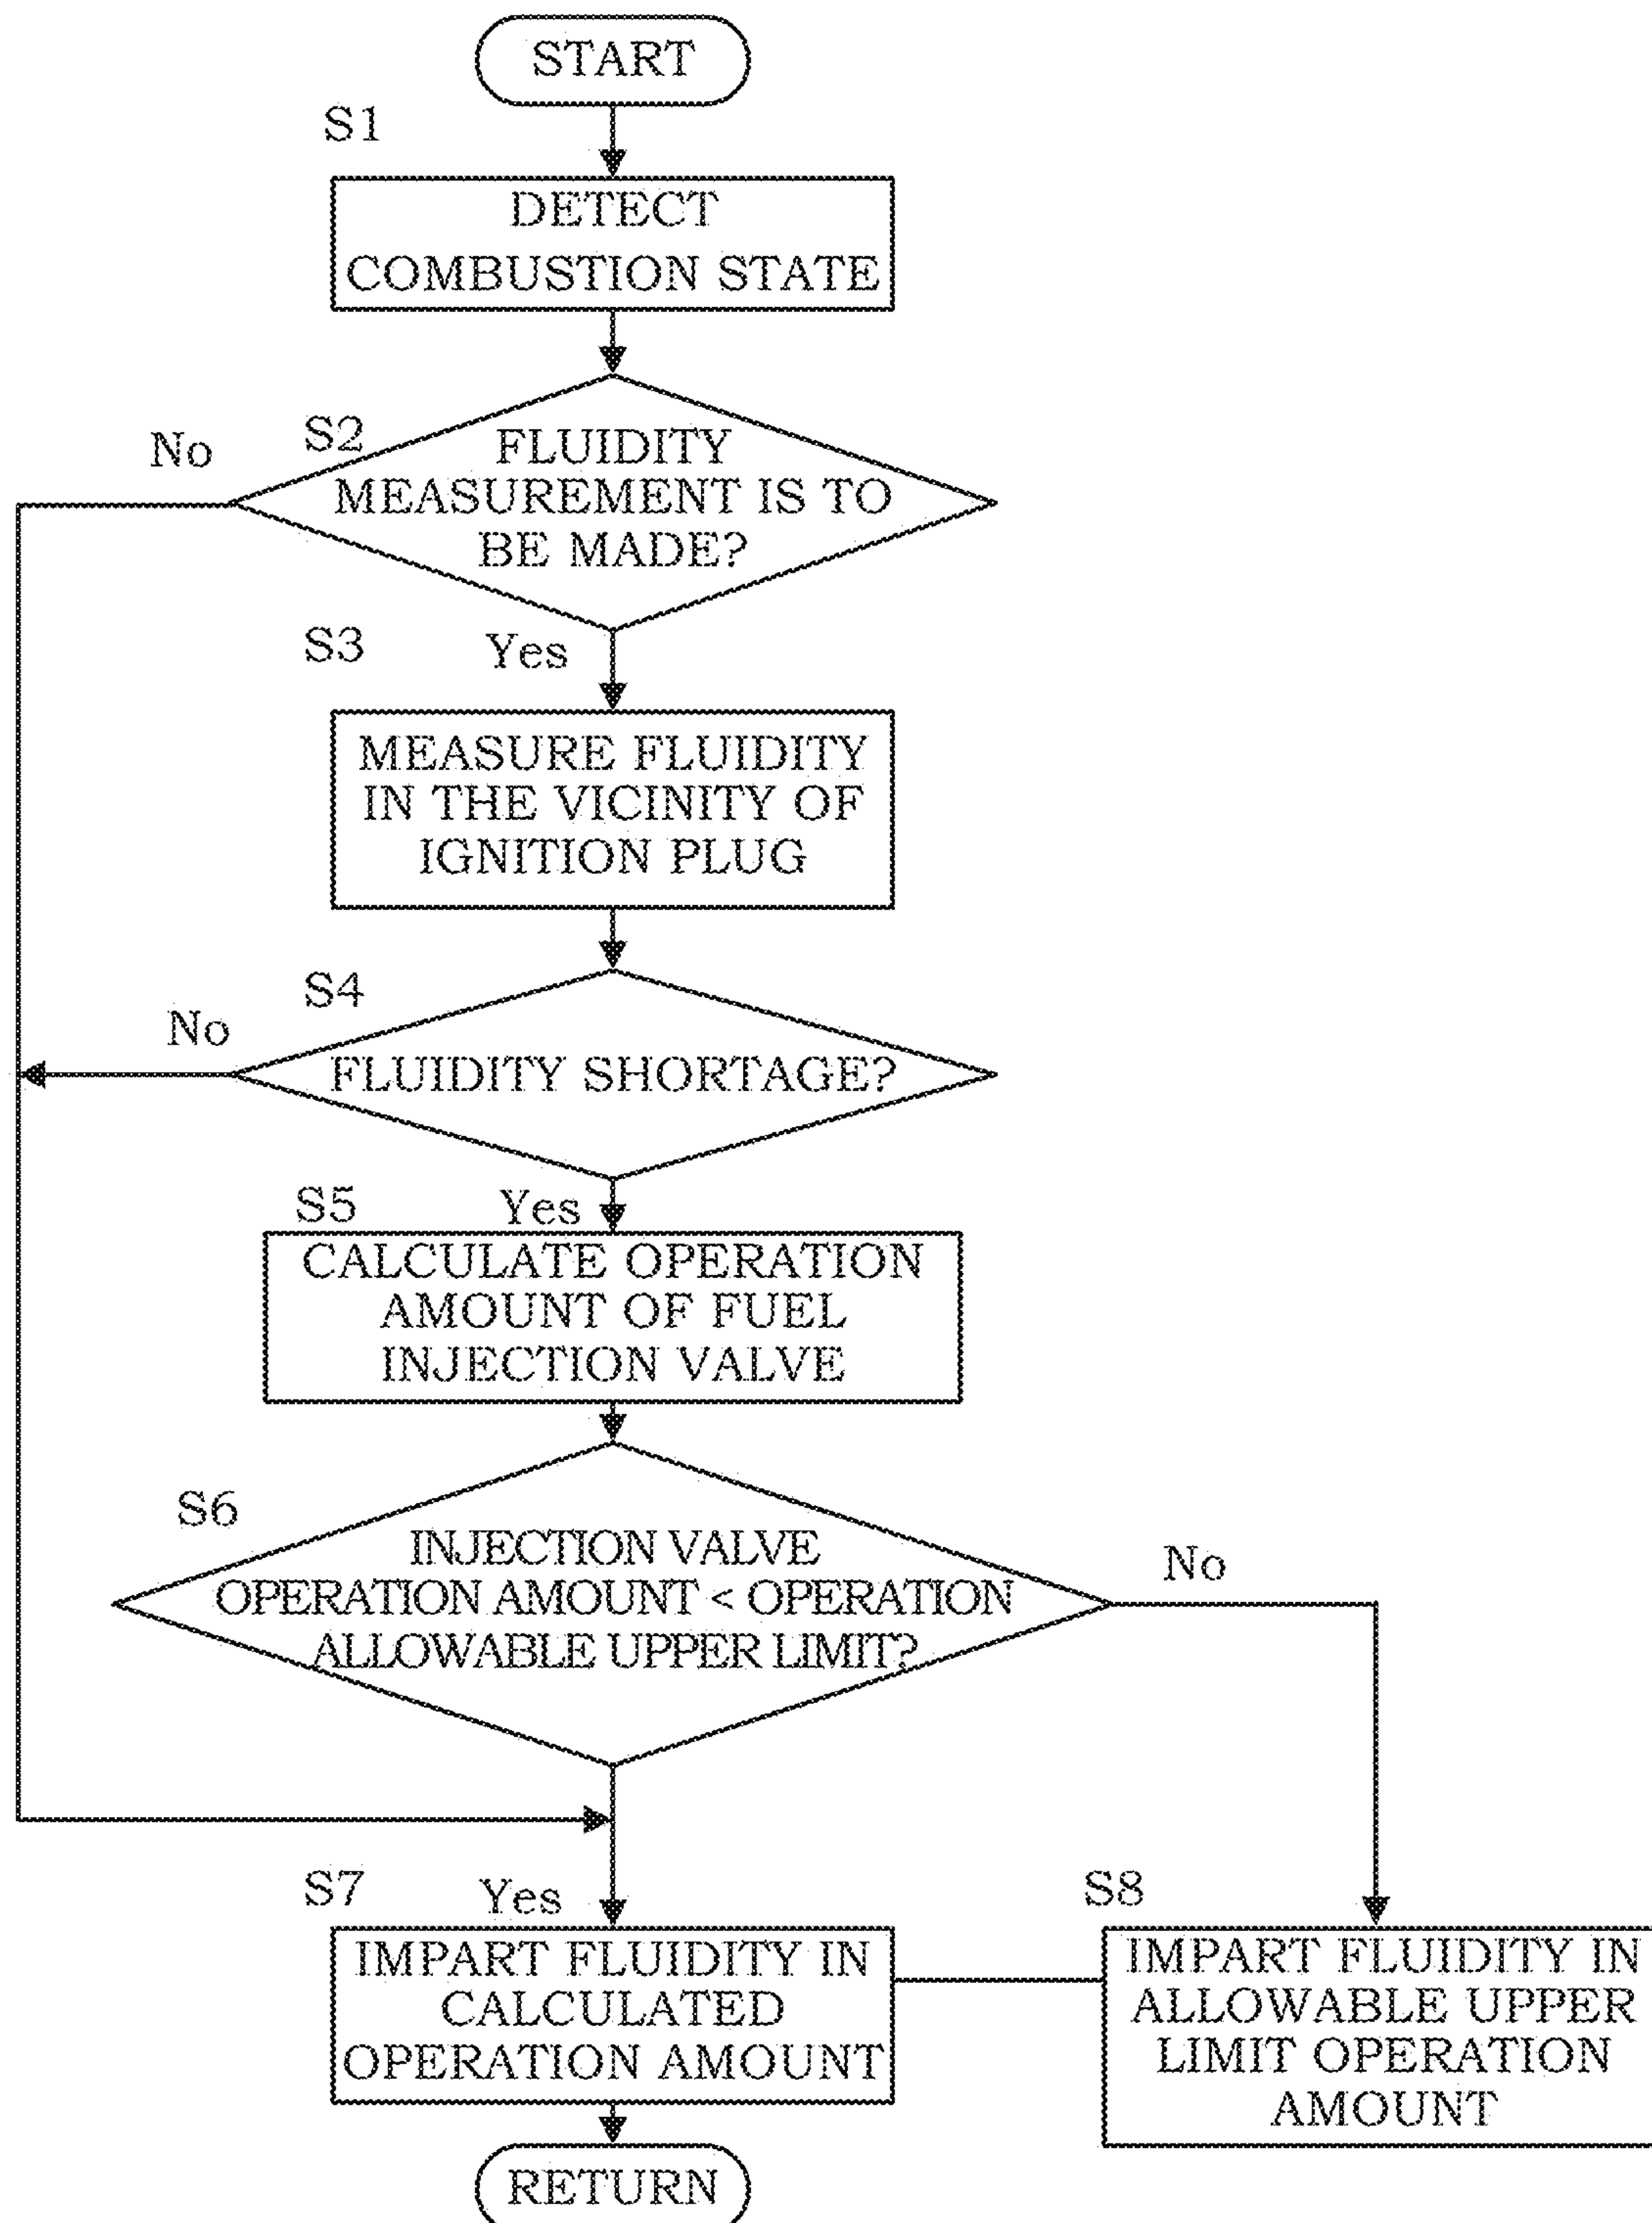 START
S1
DETECT
COMBUSTION STATE
No
S2
FLUIDITY
MEASUREMENT IS TO
BE MADE?
S3
Yes
MEASURE FLUIDITY
IN THE VICINITY OF
IGNITION PLUG
S4
No
FLUIDITY SHORTAGE?
S5
Yes
CALCULATE OPERATION
AMOUNT OF FUEL
INJECTION VALVE
S6
INJECTION VALVE
OPERATION AMOUNT < OPERATION
ALLOWABLE UPPER LIMIT?
No
S7
Yes
IMPART FLUIDITY IN
CALCULATED
OPERATION AMOUNT
S8
IMPART FLUIDITY IN
ALLOWABLE UPPER
LIMIT OPERATION
AMOUNT
RETURN